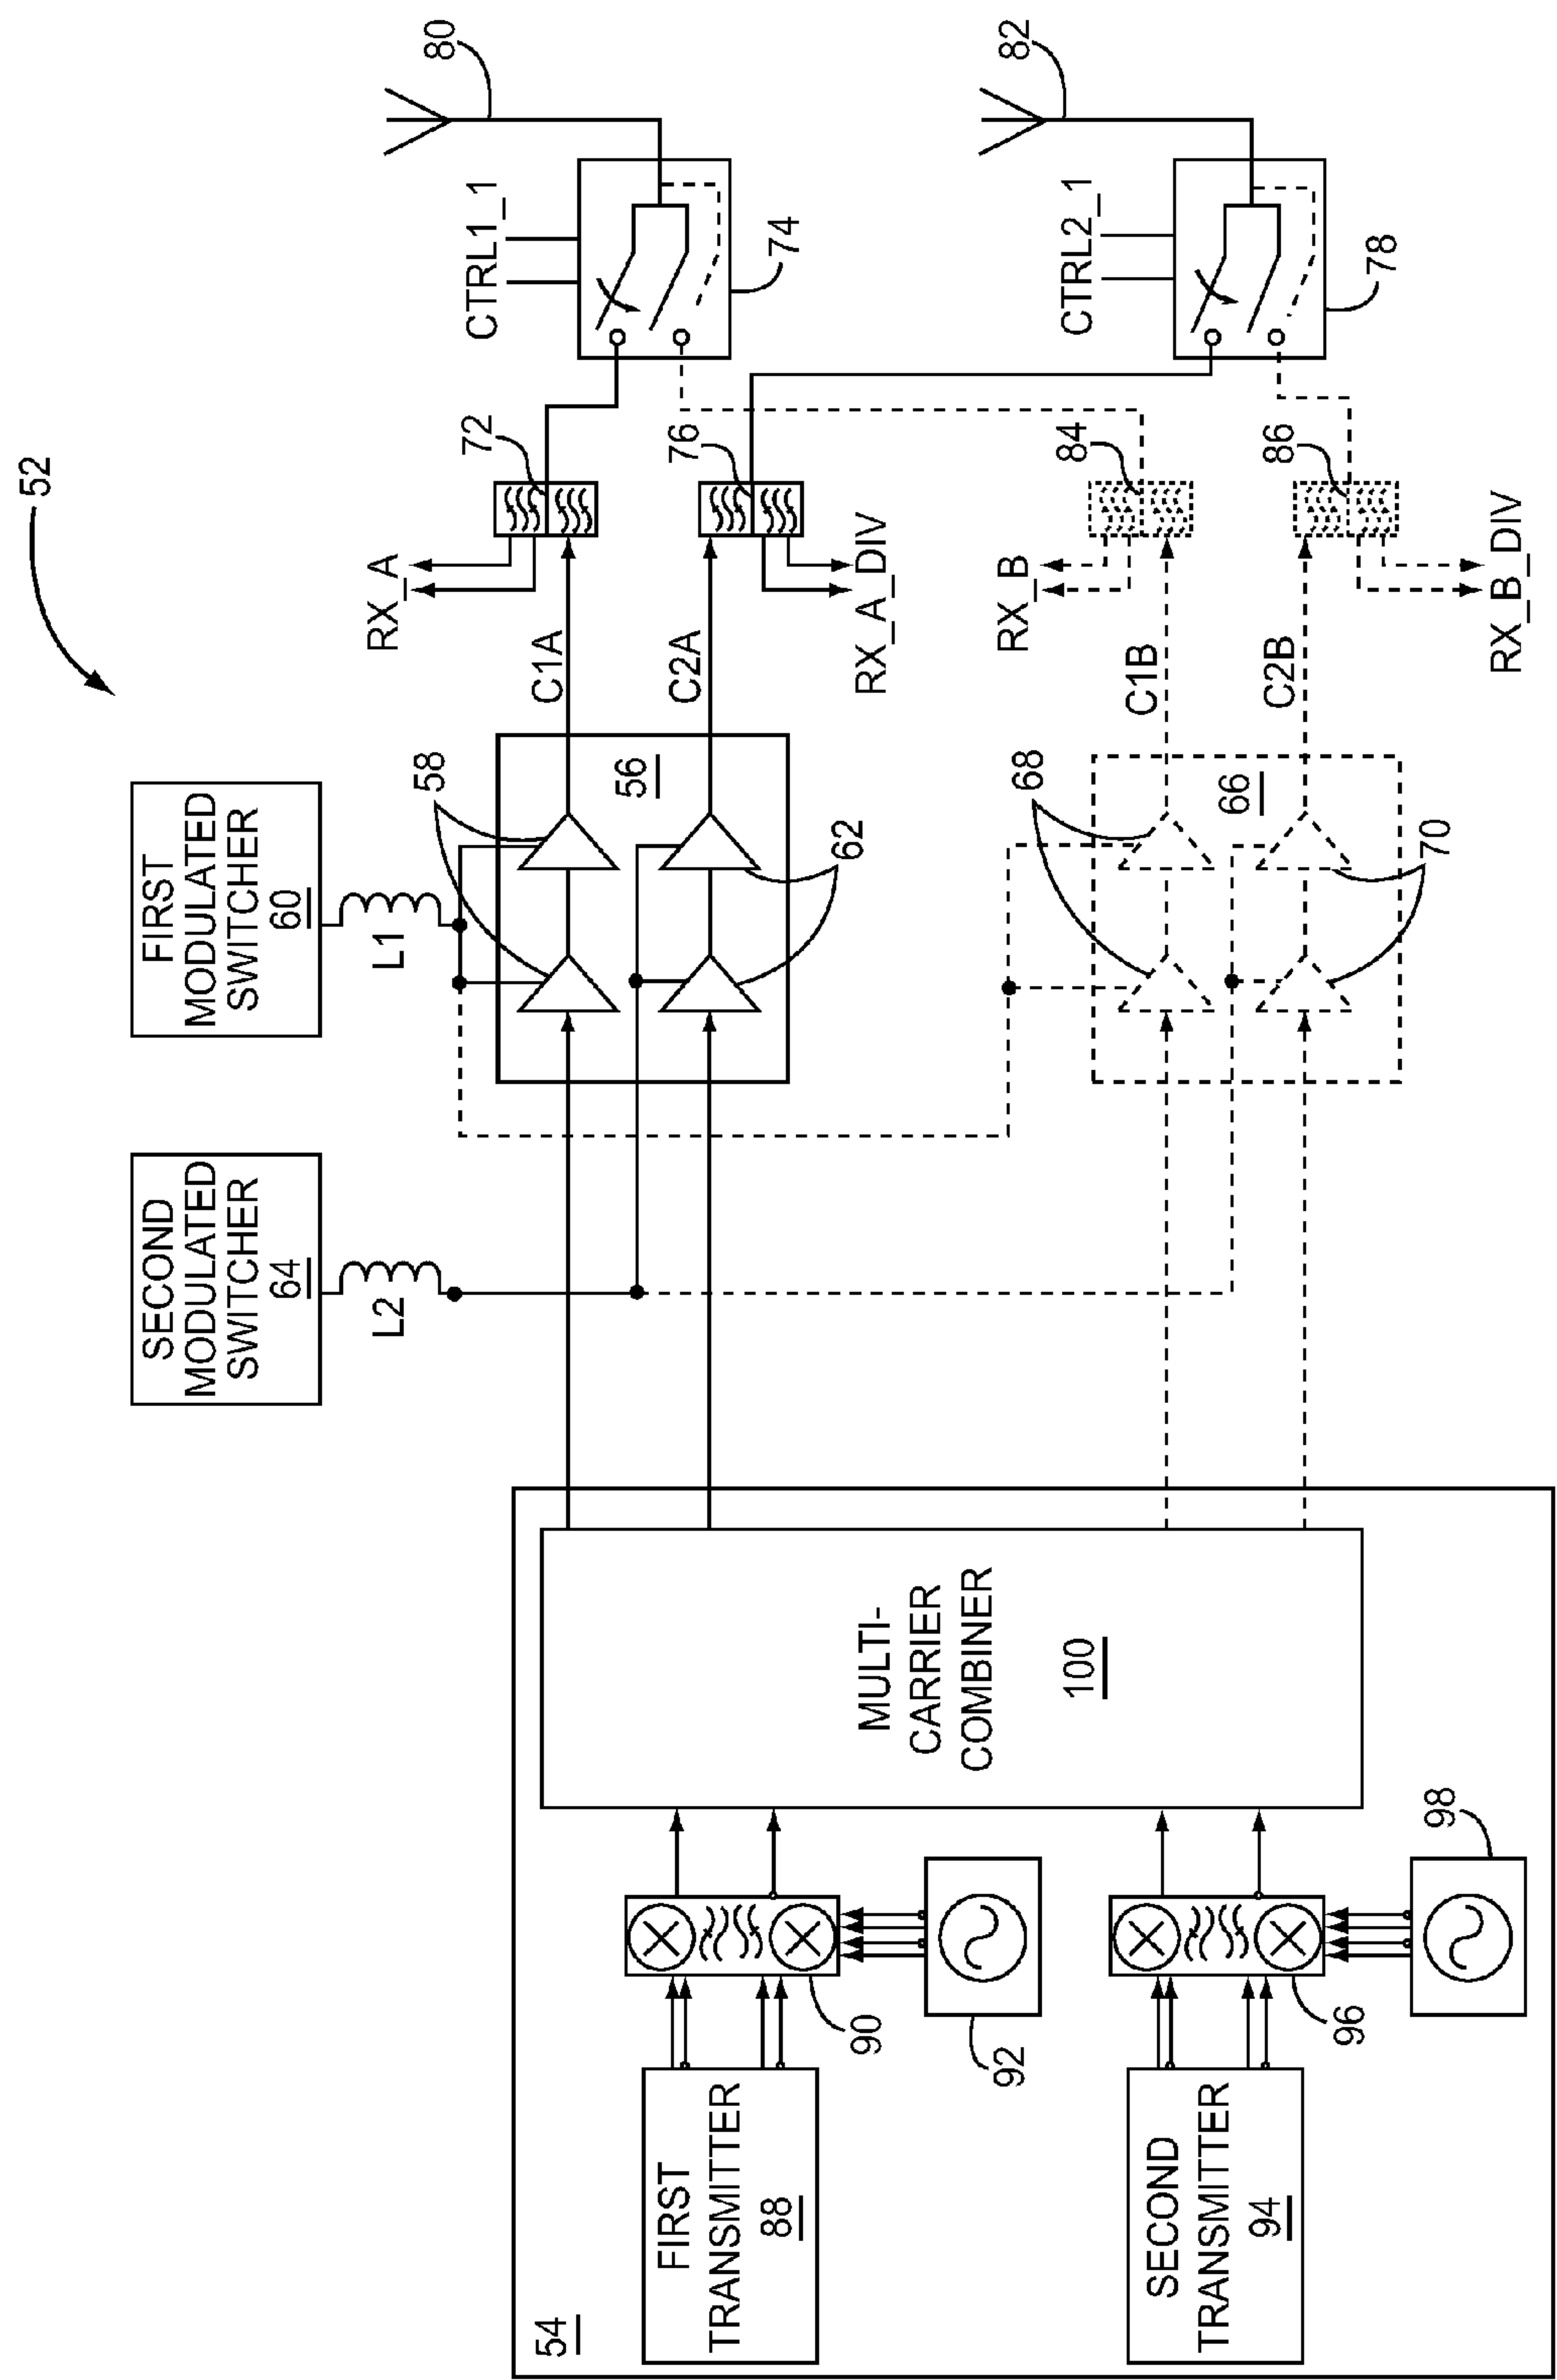 52
FIRST
MODULATED
SWITCHER
60
L1
SECOND
MODULATED
SWITCHER
64
L2
80
CTRL1_1
74
82
CTRL2_1
78
72
RX_A
C1A
76
C2A
RX_A_DIV
58
56
62
84
RX_B
C1B
86
C2B
RX_B_DIV
68
66
70
54
MULTI-
CARRIER
COMBINER
100
FIRST
TRANSMITTER
88
90
92
SECOND
TRANSMITTER
94
96
98